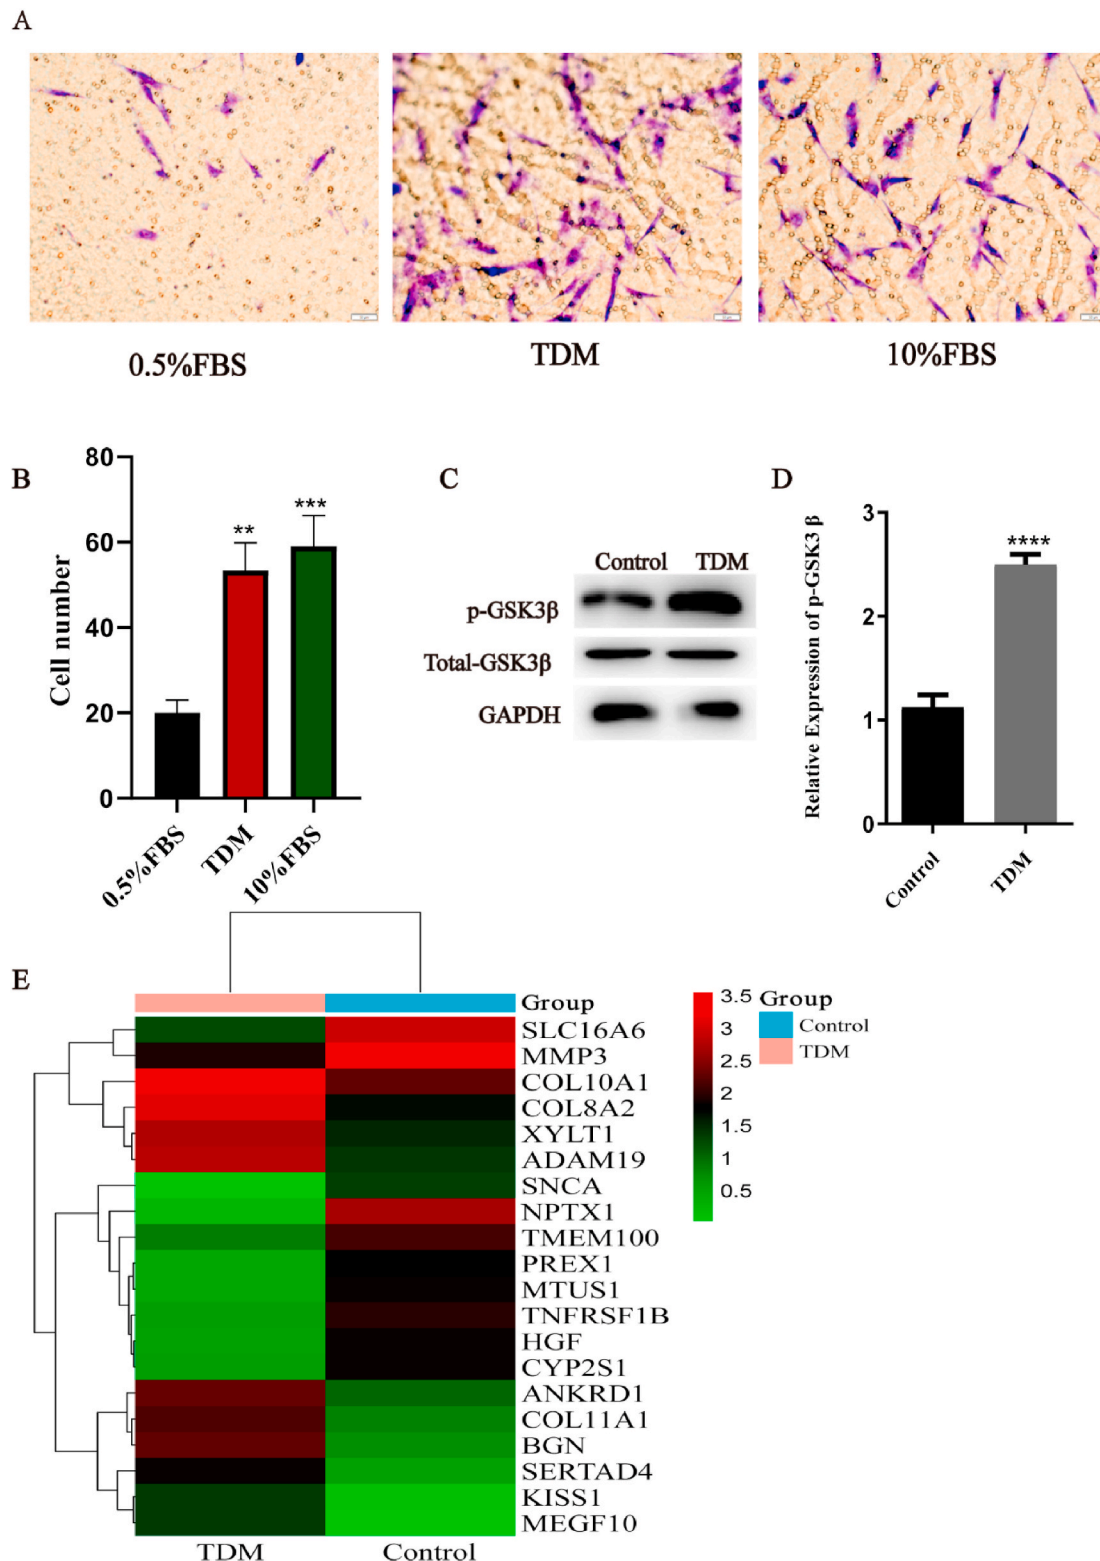 A
0.5%FBS
TDM
10%FBS
B
80
60
40
20
0
Cell number
**
***
0.5%FBS
TDM
10%FBS
C
Control TDM
p-GSK3β
Total-GSK3β
GAPDH
D
3
2
1
0
Relative Expression of p-GSK3 β
****
Control
TDM
E
Group
SLC16A6
MMP3
COL10A1
COL8A2
XYLT1
ADAM19
SNCA
NPTX1
TMEM100
PREX1
MTUS1
TNFRSF1B
HGF
CYP2S1
ANKRD1
COL11A1
BGN
SERTAD4
KISS1
MEGF10
TDM Control
3.5
3
2.5
2
1.5
1
0.5
Group
Control
TDM